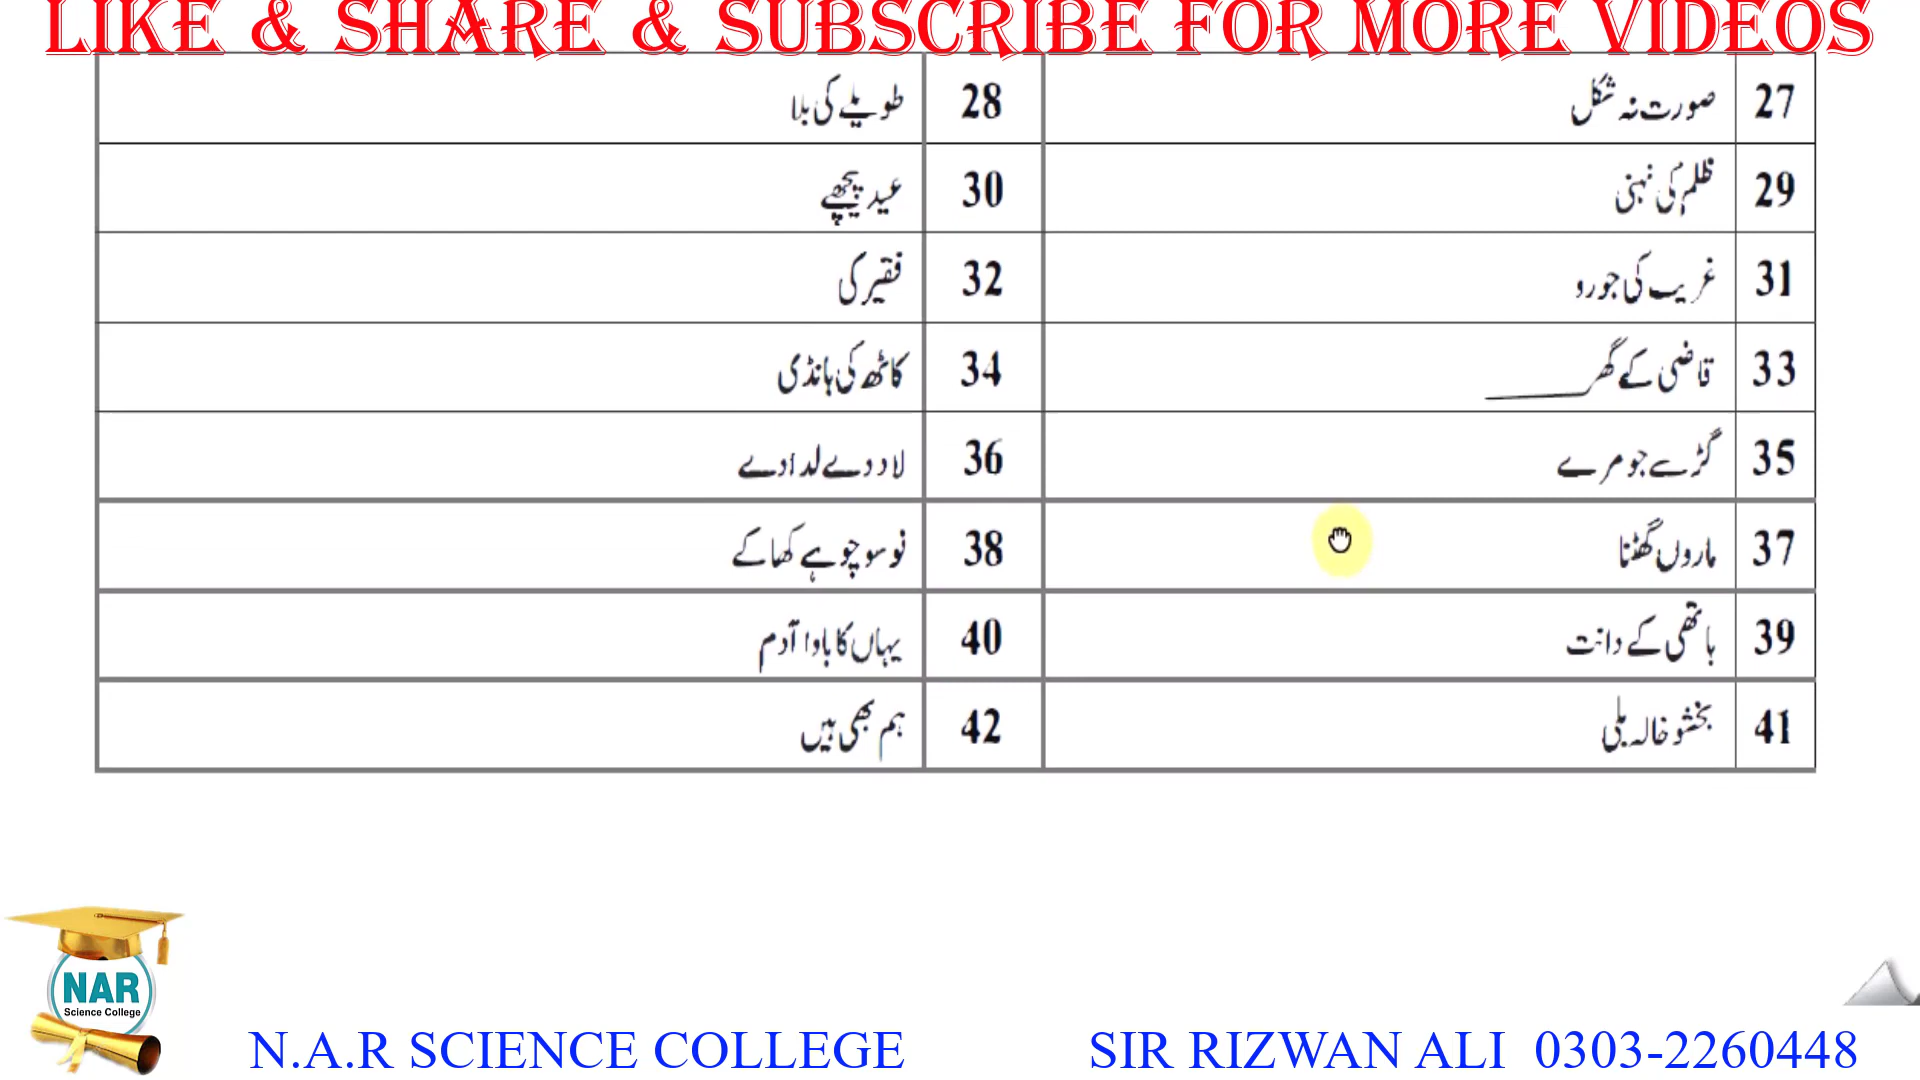 LIKE & SHARE & SUBSCRIBE FOR MORE VIDEOS
27 صورت نہ شکل 28 طویلے کی بلا
29 ظلم کی ٹہنی 30 عید پیچھے
31 غریب کی جورو 32 فقیر کی
33 قاضی کے گھر 34 کاٹھ کی ہانڈی
35 گڑ سے جو مرے 36 لاد دے لدا دے
37 ماروں گھٹنا 38 نو سو چوہے کھا کے
39 ہاتھی کے دانت 40 یہاں کا باوا آدم
41 بخشو خالہ بلی 42 ہم بھی ہیں
NAR
Science College
N.A.R SCIENCE COLLEGE SIR RIZWAN ALI 0303-2260448